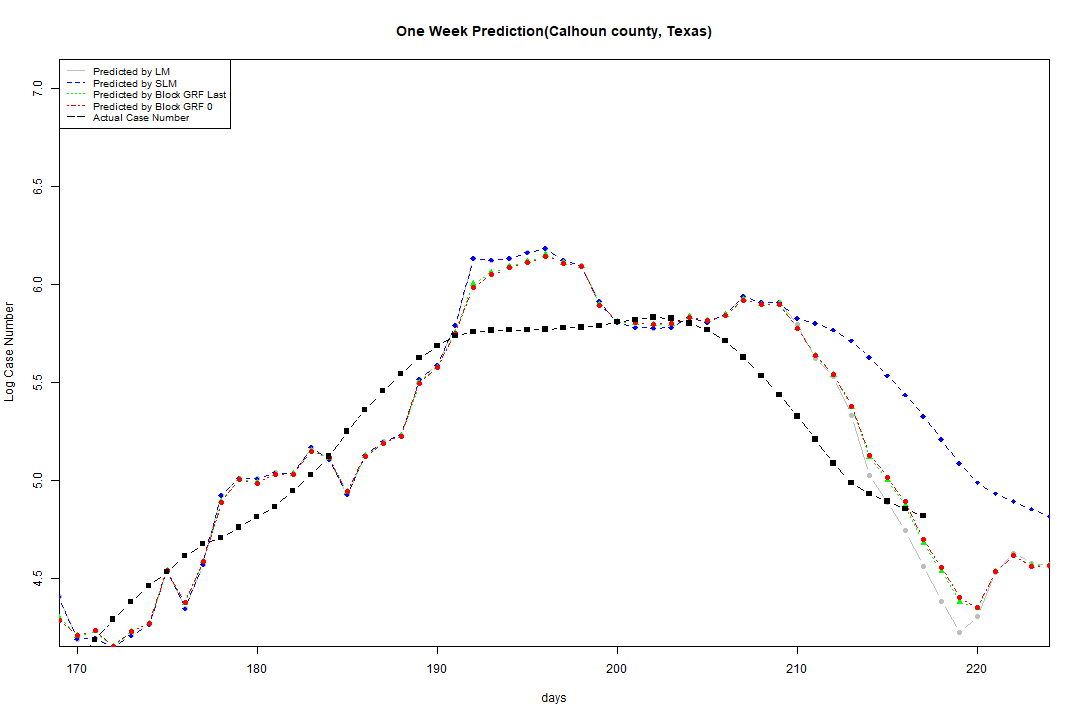 One Week Prediction(Calhoun county, Texas)
Predicted by LM
Predicted by SLM
Predicted by Block GRF Last
Predicted by Block GRF 0
Actual Case Number
7.0
6.5
6.0
5.5
5.0
4.5
Log Case Number
170 180 190 200 210 220
days